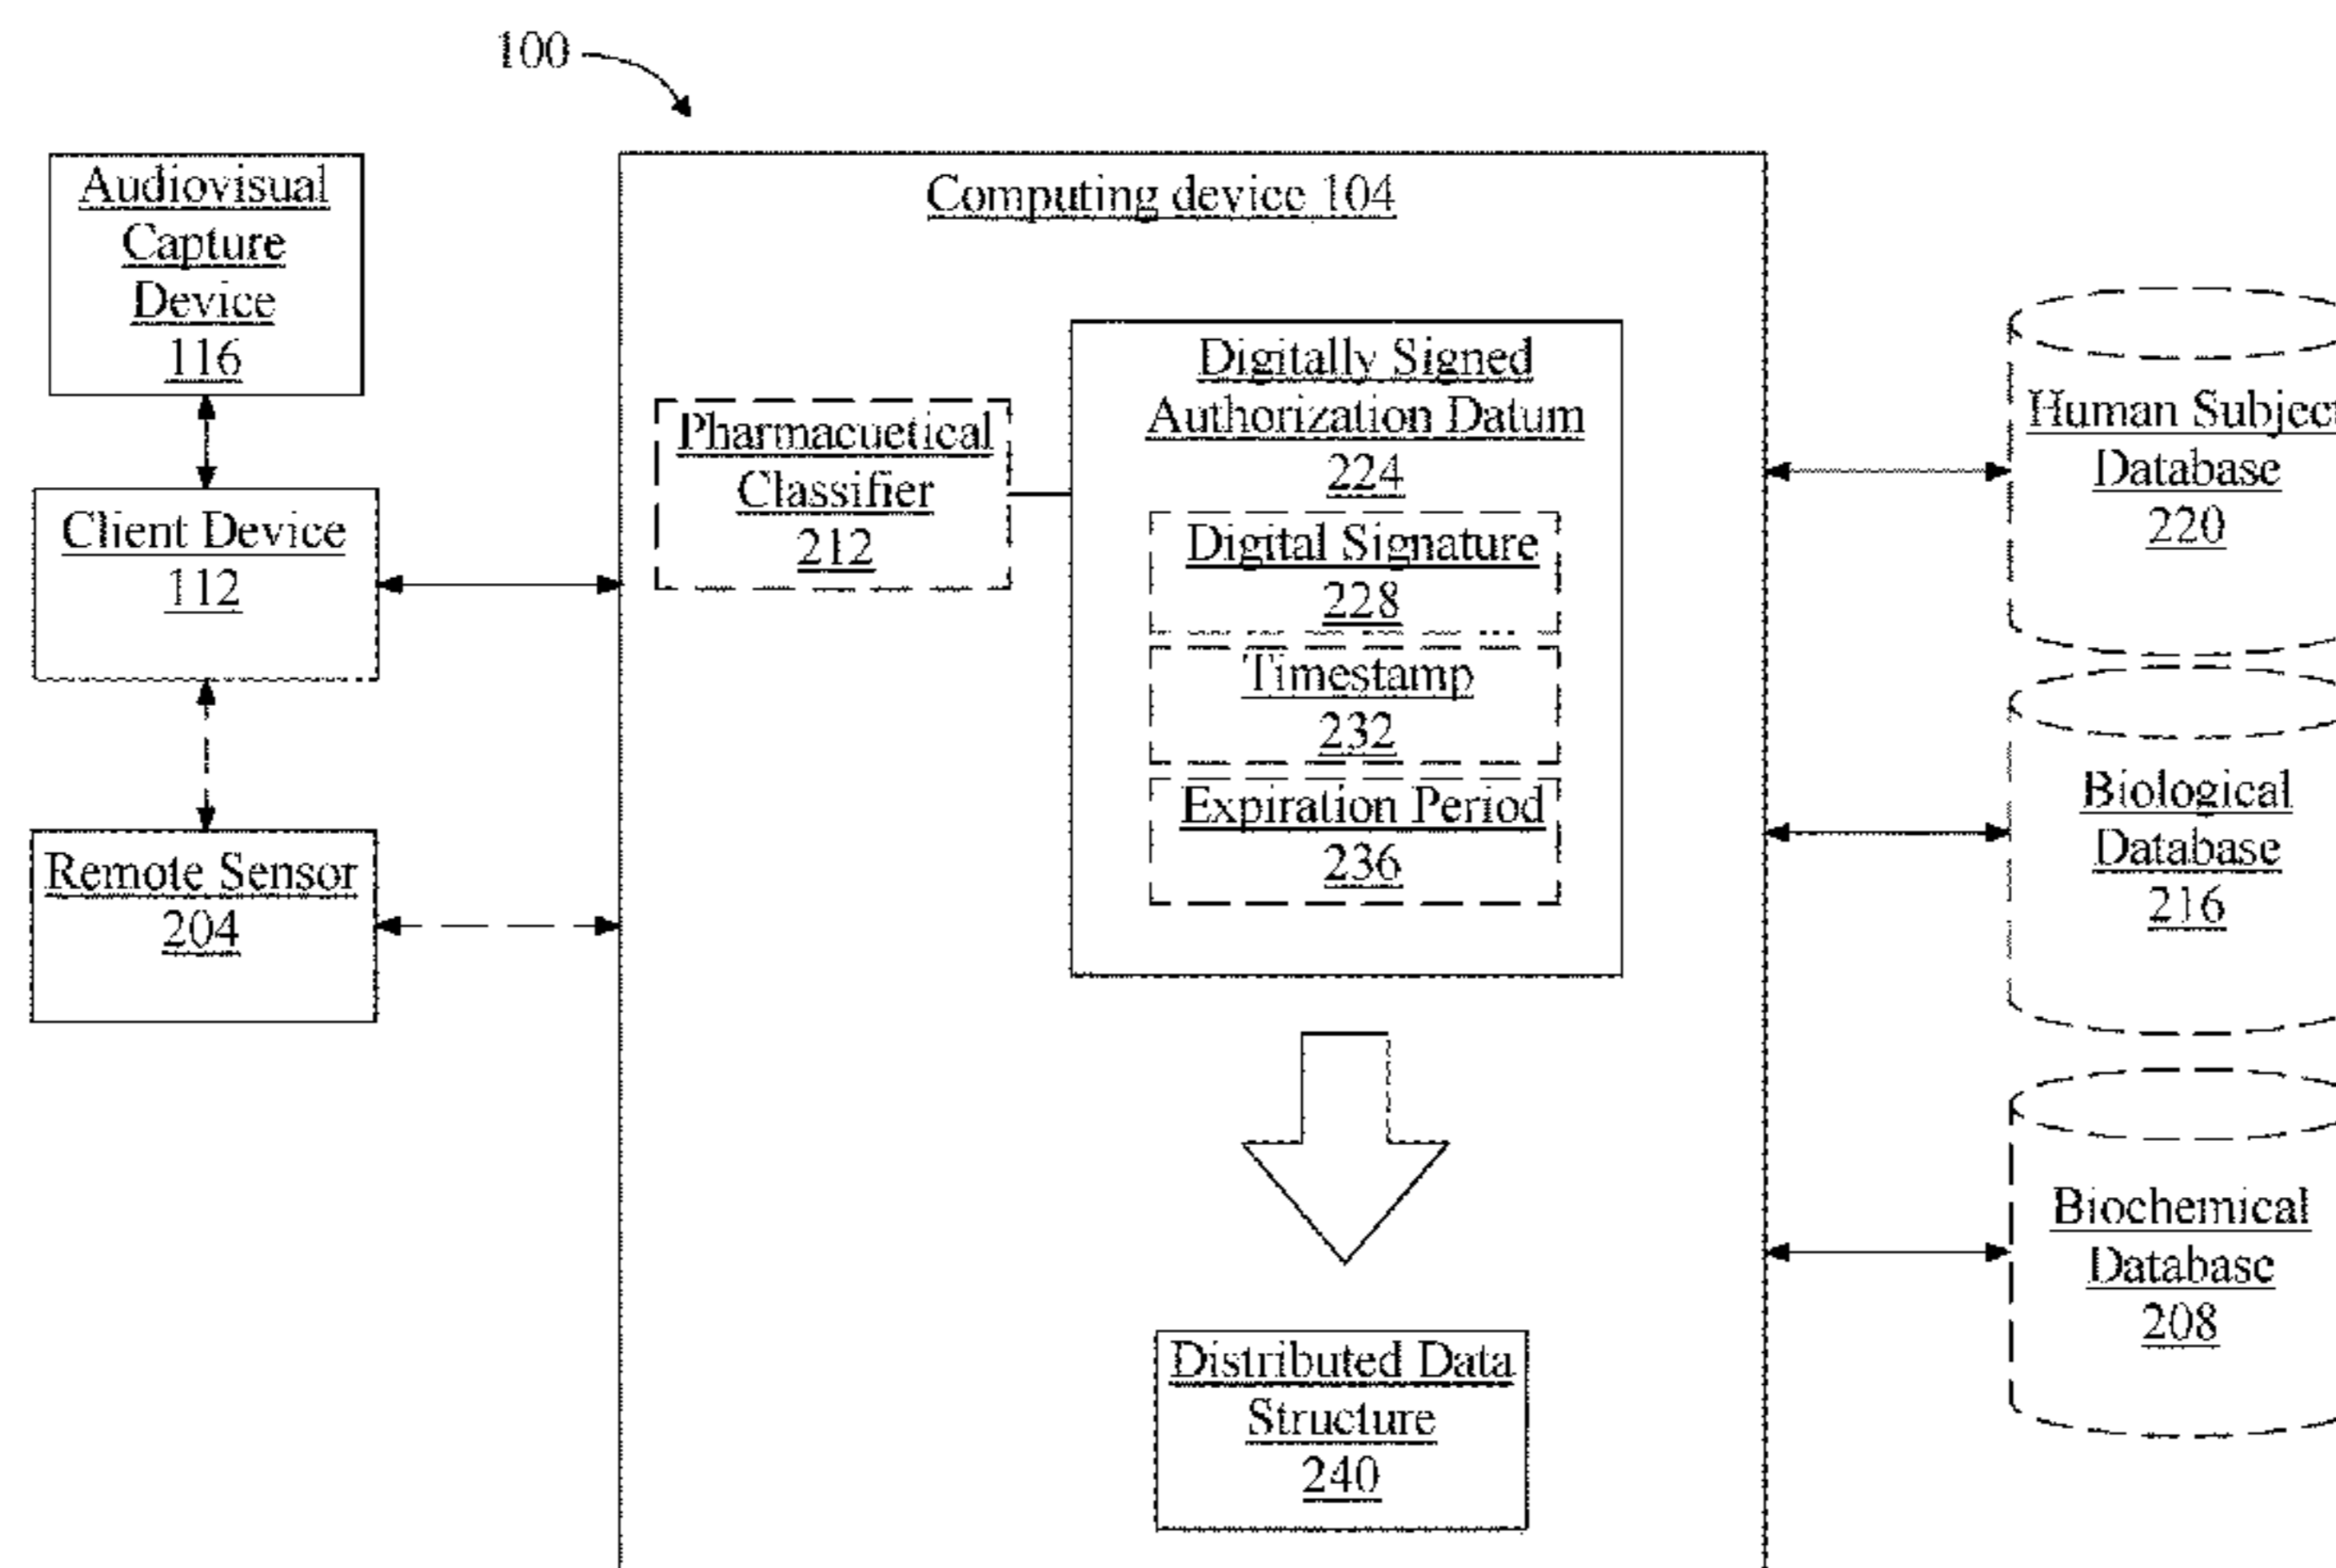 100
Audiovisual
Capture
Device
116
Client Device
112
Remote Sensor
204
Computing device 104
Pharmacuetical
Classifier
212
Digitally Signed
Authorization Datum
224
Digital Signature
228
Timestamp
232
Expiration Period
236
Distributed Data
Structure
240
Human Subject
Database
220
Biological
Database
216
Biochemical
Database
208